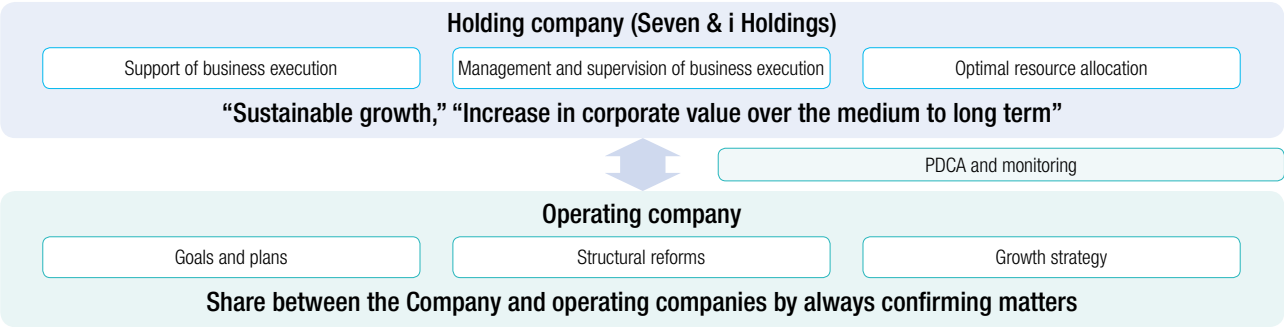 Holding company (Seven & i Holdings)
Support of business execution
Management and supervision of business execution
Optimal resource allocation
“Sustainable growth,” “Increase in corporate value over the medium to long term”
PDCA and monitoring
Operating company
Goals and plans
Structural reforms
Growth strategy
Share between the Company and operating companies by always confirming matters